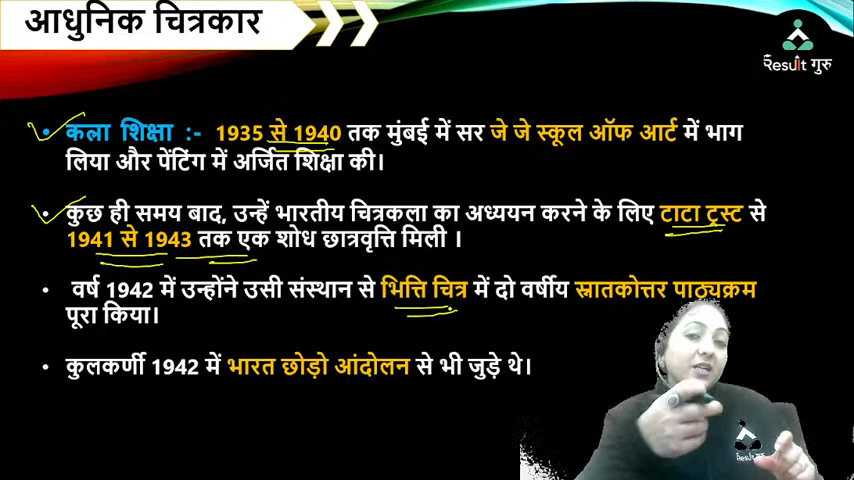 आधुनिक चित्रकार
Result गुरु
• कला शिक्षा :- 1935 से 1940 तक मुंबई में सर जे जे स्कूल ऑफ आर्ट में भाग
लिया और पेंटिंग में अर्जित शिक्षा की।
• कुछ ही समय बाद, उन्हें भारतीय चित्रकला का अध्ययन करने के लिए टाटा ट्रस्ट से
1941 से 1943 तक एक शोध छात्रवृत्ति मिली ।
• वर्ष 1942 में उन्होंने उसी संस्थान से भित्ति चित्र में दो वर्षीय स्नातकोत्तर पाठ्यक्रम
पूरा किया।
• कुलकर्णी 1942 में भारत छोड़ो आंदोलन से भी जुड़े थे।
Result गुरु